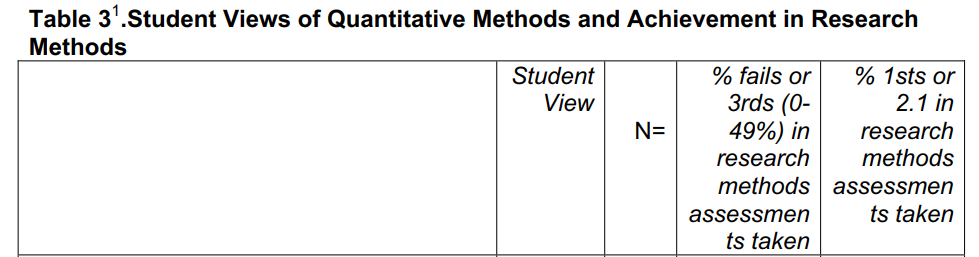 Table 3¹.Student Views of Quantitative Methods and Achievement in Research
Methods
Student
View
N=
% fails or
3rds (0-
49%) in
research
methods
assessmen
ts taken
% 1sts or
2.1 in
research
methods
assessmen
ts taken